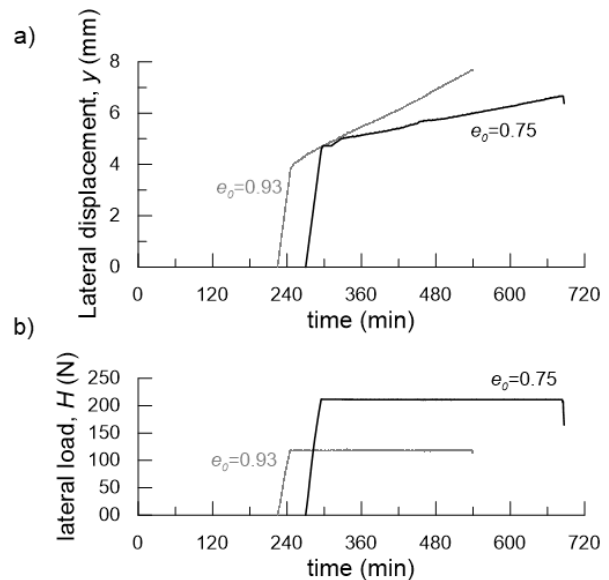 a)
Lateral displacement, y (mm)
8
6
4
2
0
e0=0.93
e0=0.75
0 120 240 360 480 600 720
time (min)
b)
lateral load, H (N)
250
200
150
100
50
00
e0=0.75
e0=0.93
0 120 240 360 480 600 720
time (min)